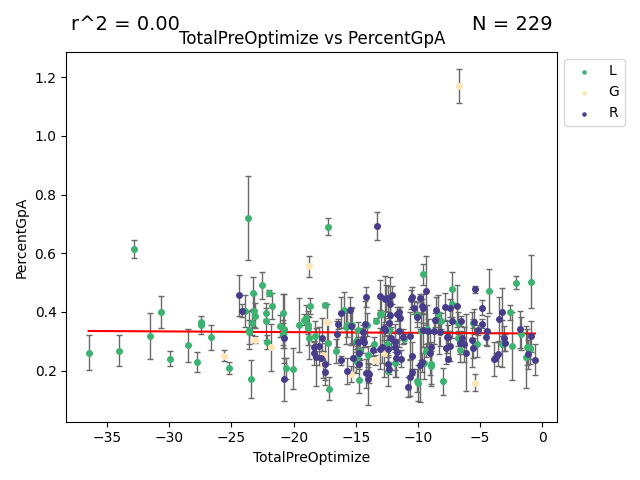 r^2 = 0.00
N = 229
TotalPreOptimize vs PercentGpA
L
G
R
1.2
1.0
0.8
0.6
0.4
0.2
PercentGpA
−35
−30
−25
−20
−15
−10
−5
0
TotalPreOptimize